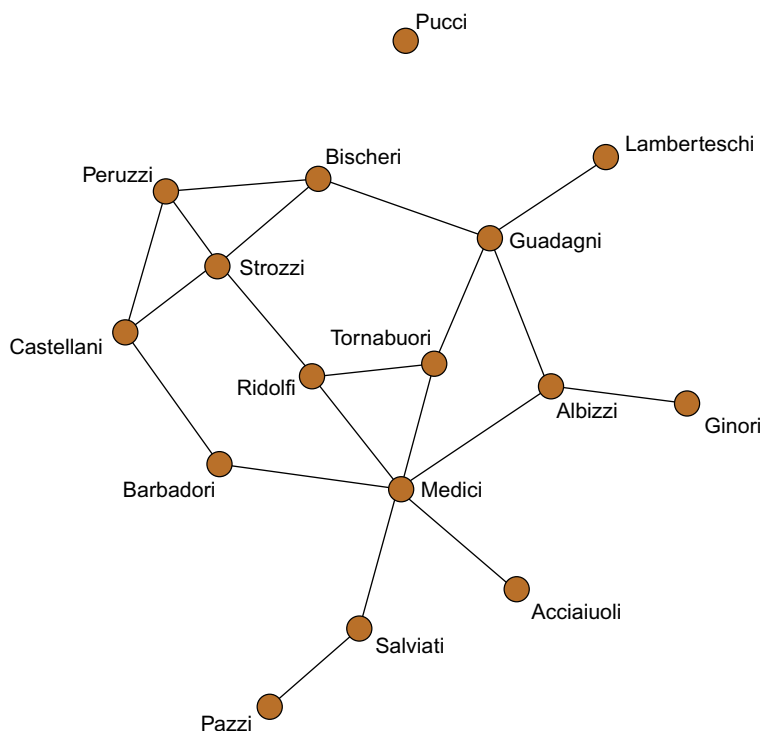 Pucci
Lamberteschi
Bischeri
Peruzzi
Guadagni
Strozzi
Tornabuori
Castellani
Ridolfi
Albizzi
Ginori
Barbadori
Medici
Acciaiuoli
Salviati
Pazzi